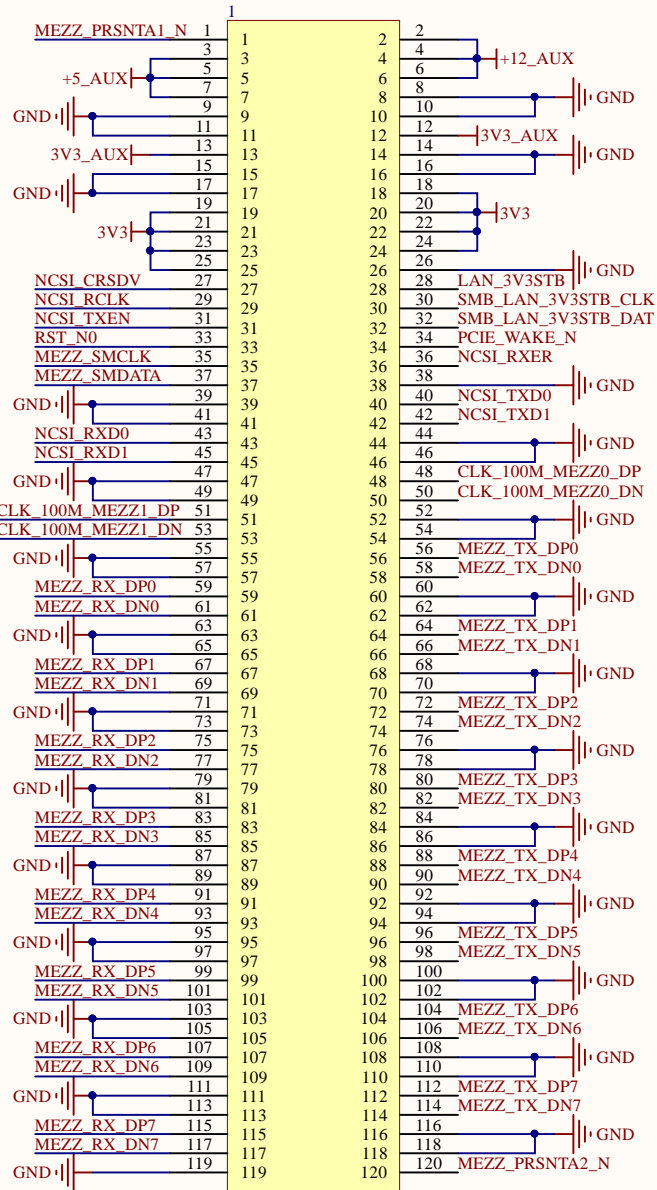 1
MEZZ_PRSNTA1_N 1 1 2 2
3 3 4 4 +12_AUX
+5_AUX 5 5 6 6
7 7 8 8 GND
GND 9 9 10 10
11 11 12 12 3V3_AUX
3V3_AUX 13 13 14 14 GND
15 15 16 16
GND 17 17 18 18
19 19 20 20 3V3
3V3 21 21 22 22
23 23 24 24
25 25 26 26 GND
NCSI_CRSDV 27 27 28 28 LAN_3V3STB
NCSI_RCLK 29 29 30 30 SMB_LAN_3V3STB_CLK
NCSI_TXEN 31 31 32 32 SMB_LAN_3V3STB_DAT
RST_N0 33 33 34 34 PCIE_WAKE_N
MEZZ_SMCLK 35 35 36 36 NCSI_RXER
MEZZ_SMDATA 37 37 38 38 GND
GND 39 39 40 40 NCSI_TXD0
41 41 42 42 NCSI_TXD1
NCSI_RXD0 43 43 44 44 GND
NCSI_RXD1 45 45 46 46
GND 47 47 48 48 CLK_100M_MEZZ0_DP
49 49 50 50 CLK_100M_MEZZ0_DN
CLK_100M_MEZZ1_DP 51 51 52 52 GND
CLK_100M_MEZZ1_DN 53 53 54 54
GND 55 55 56 56 MEZZ_TX_DP0
57 57 58 58 MEZZ_TX_DN0
MEZZ_RX_DP0 59 59 60 60 GND
MEZZ_RX_DN0 61 61 62 62
GND 63 63 64 64 MEZZ_TX_DP1
65 65 66 66 MEZZ_TX_DN1
MEZZ_RX_DP1 67 67 68 68 GND
MEZZ_RX_DN1 69 69 70 70
GND 71 71 72 72 MEZZ_TX_DP2
73 73 74 74 MEZZ_TX_DN2
MEZZ_RX_DP2 75 75 76 76 GND
MEZZ_RX_DN2 77 77 78 78
GND 79 79 80 80 MEZZ_TX_DP3
81 81 82 82 MEZZ_TX_DN3
MEZZ_RX_DP3 83 83 84 84 GND
MEZZ_RX_DN3 85 85 86 86
GND 87 87 88 88 MEZZ_TX_DP4
89 89 90 90 MEZZ_TX_DN4
MEZZ_RX_DP4 91 91 92 92 GND
MEZZ_RX_DN4 93 93 94 94
GND 95 95 96 96 MEZZ_TX_DP5
97 97 98 98 MEZZ_TX_DN5
MEZZ_RX_DP5 99 99 100 100 GND
MEZZ_RX_DN5 101 101 102 102
GND 103 103 104 104 MEZZ_TX_DP6
105 105 106 106 MEZZ_TX_DN6
MEZZ_RX_DP6 107 107 108 108 GND
MEZZ_RX_DN6 109 109 110 110
GND 111 111 112 112 MEZZ_TX_DP7
113 113 114 114 MEZZ_TX_DN7
MEZZ_RX_DP7 115 115 116 116 GND
MEZZ_RX_DN7 117 117 118 118
GND 119 119 120 120 MEZZ_PRSNTA2_N